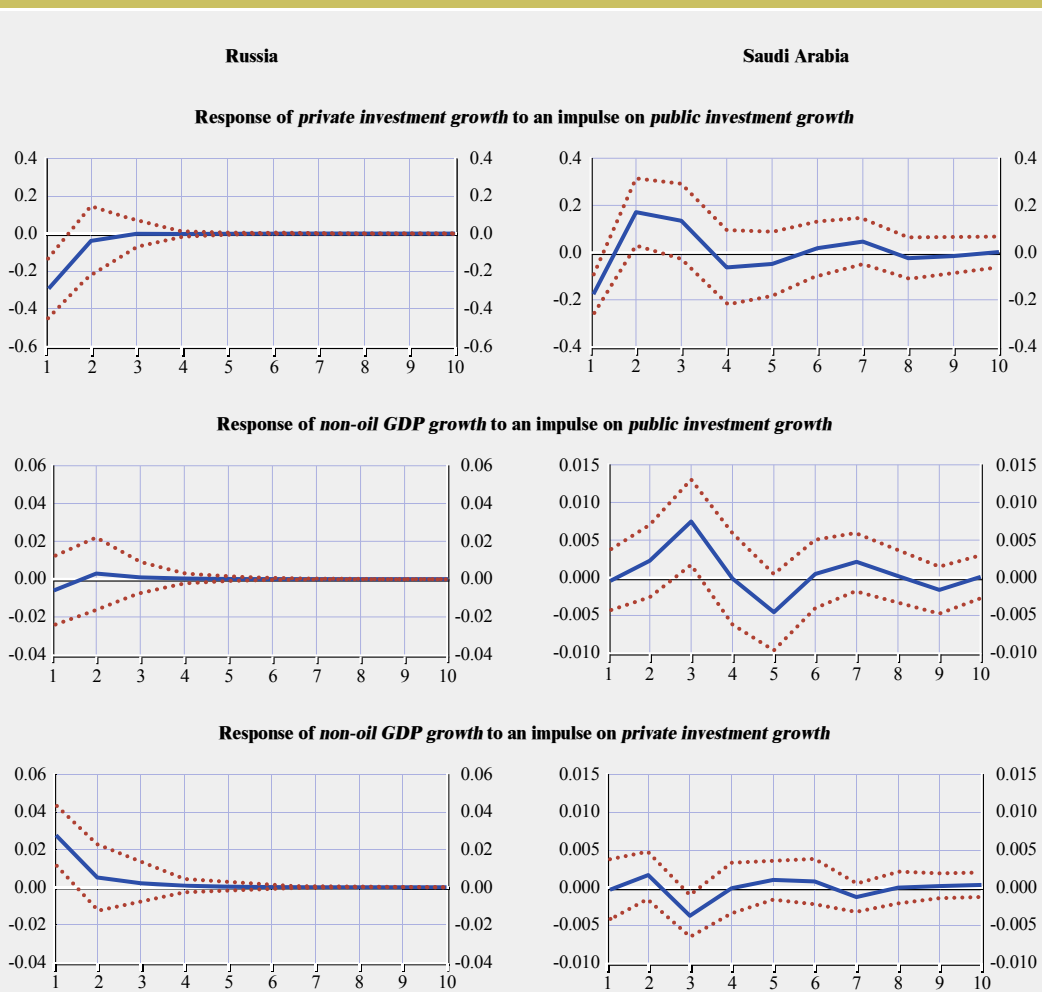 Russia Saudi Arabia
Response of private investment growth to an impulse on public investment growth
0.4 0.4 0.4 0.4
0.2 0.2 0.2 0.2
0.0 0.0 0.0 0.0
-0.2 -0.2 -0.2 -0.2
-0.4 -0.4 -0.4 -0.4
-0.6 -0.6
1 2 3 4 5 6 7 8 9 10 1 2 3 4 5 6 7 8 9 10
Response of non-oil GDP growth to an impulse on public investment growth
0.06 0.06 0.015 0.015
0.04 0.04 0.010 0.010
0.02 0.02 0.005 0.005
0.00 0.00 0.000 0.000
-0.02 -0.02 -0.005 -0.005
-0.04 -0.04 -0.010 -0.010
1 2 3 4 5 6 7 8 9 10 1 2 3 4 5 6 7 8 9 10
Response of non-oil GDP growth to an impulse on private investment growth
0.06 0.06 0.015 0.015
0.04 0.04 0.010 0.010
0.02 0.02 0.005 0.005
0.00 0.00 0.000 0.000
-0.02 -0.02 -0.005 -0.005
-0.04 -0.04 -0.010 -0.010
1 2 3 4 5 6 7 8 9 10 1 2 3 4 5 6 7 8 9 10